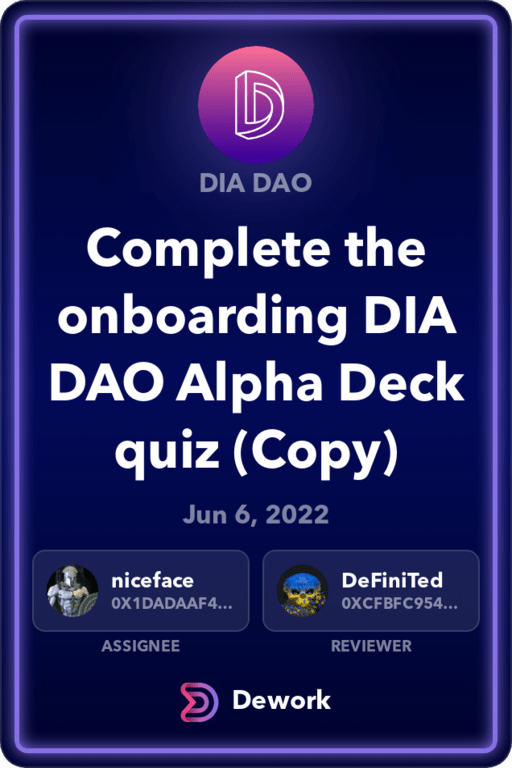 DIA DAO
Complete the
onboarding DIA
DAO Alpha Deck
quiz (Copy)
Jun 6, 2022
niceface
0X1DADAAF4...
ASSIGNEE
DeFiniTed
0XCFBFC954...
REVIEWER
Dework